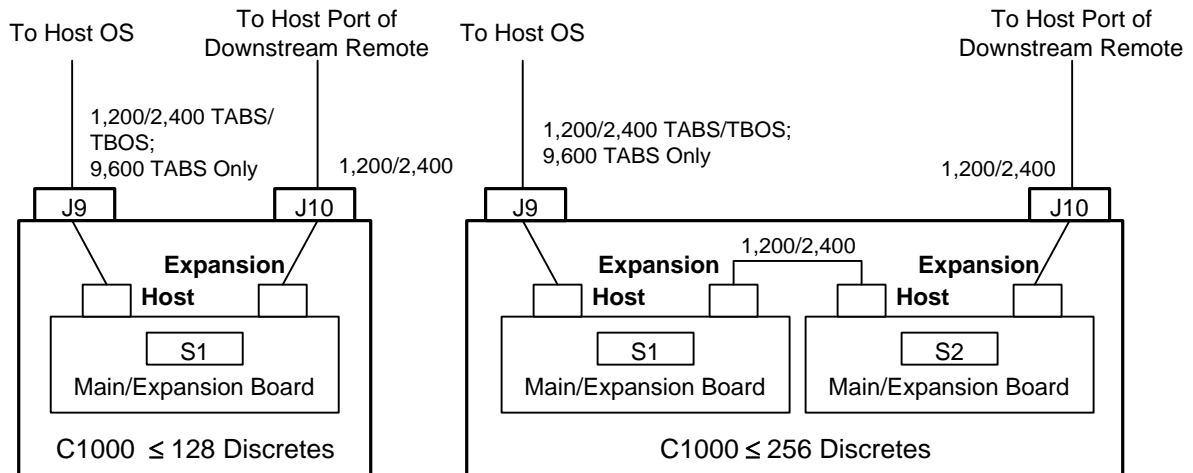 To Host OS
To Host Port of
Downstream Remote
1,200/2,400 TABS/
TBOS;
9,600 TABS Only
1,200/2,400
J9
J10
Expansion
Host
S1
Main/Expansion Board
C1000 ≤ 128 Discretes
To Host OS
To Host Port of
Downstream Remote
1,200/2,400 TABS/TBOS;
9,600 TABS Only
1,200/2,400
J9
J10
1,200/2,400
Expansion
Expansion
Host
Host
S1
S2
Main/Expansion Board
Main/Expansion Board
C1000 ≤ 256 Discretes